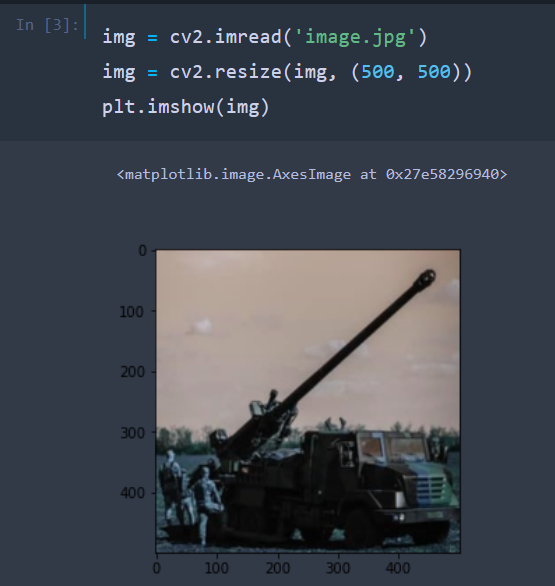 In [3]:
img = cv2.imread('image.jpg')
img = cv2.resize(img, (500, 500))
plt.imshow(img)
<matplotlib.image.AxesImage at 0x27e58296940>
0
100
200
300
400
0 100 200 300 400